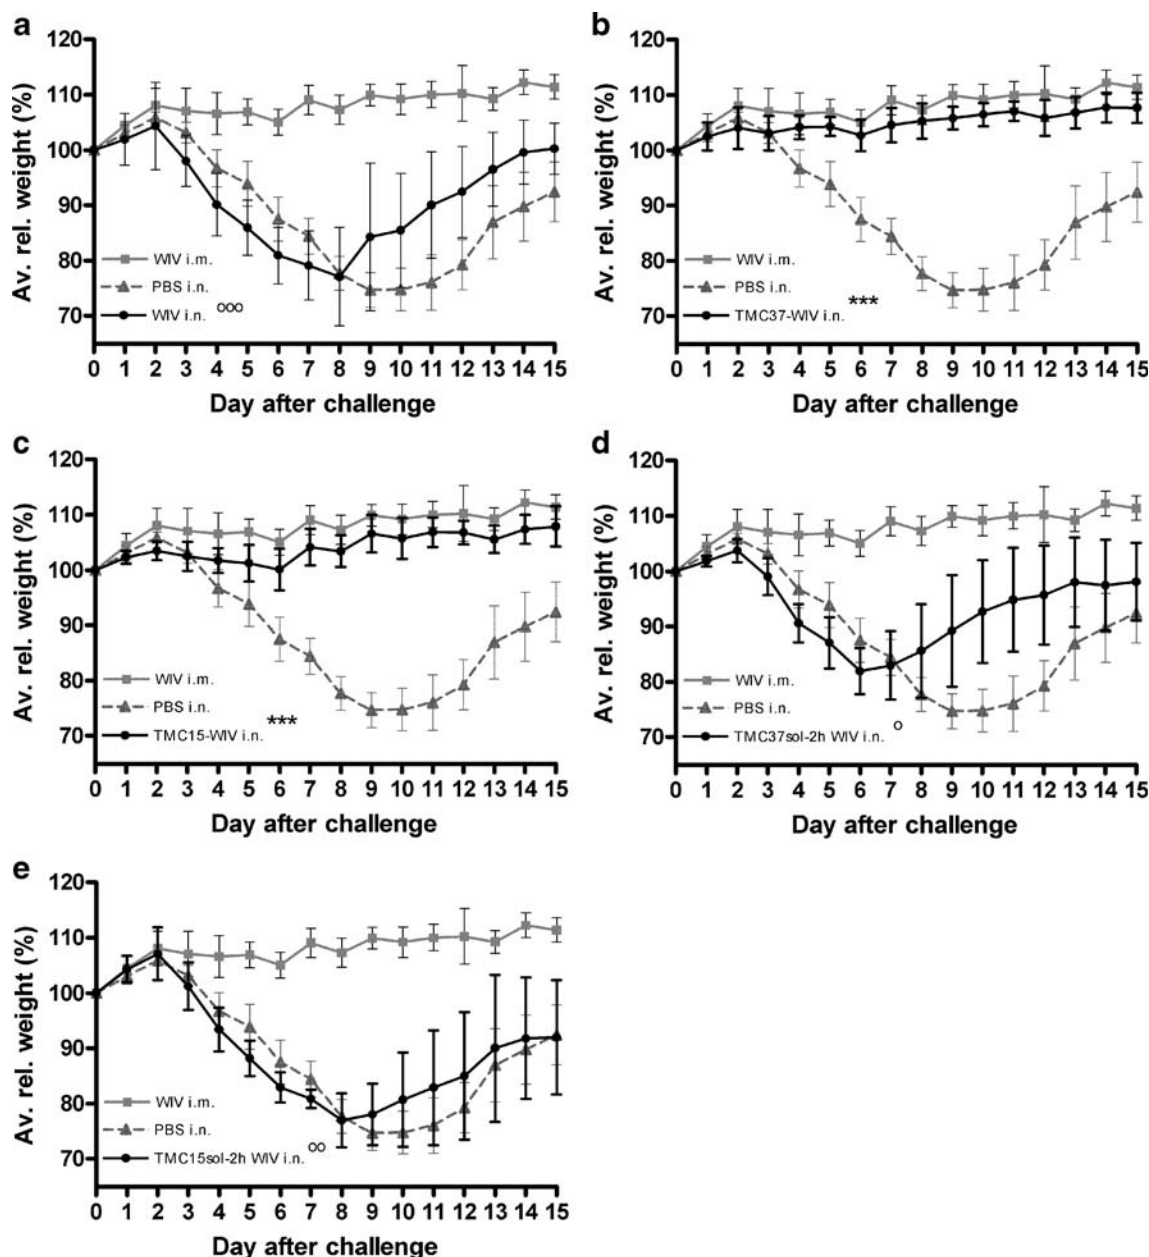 a
120
110
100
90
80
70
Av. rel. weight (%)
WIV i.m.
PBS i.n.
WIV i.n.
ooo
0 1 2 3 4 5 6 7 8 9 10 11 12 13 14 15
Day after challenge
b
120
110
100
90
80
70
Av. rel. weight (%)
WIV i.m.
PBS i.n.
TMC37-WIV i.n.
***
0 1 2 3 4 5 6 7 8 9 10 11 12 13 14 15
Day after challenge
c
120
110
100
90
80
70
Av. rel. weight (%)
WIV i.m.
PBS i.n.
TMC15-WIV i.n.
***
0 1 2 3 4 5 6 7 8 9 10 11 12 13 14 15
Day after challenge
d
120
110
100
90
80
70
Av. rel. weight (%)
WIV i.m.
PBS i.n.
TMC37sol-2h WIV i.n.
o
0 1 2 3 4 5 6 7 8 9 10 11 12 13 14 15
Day after challenge
e
120
110
100
90
80
70
Av. rel. weight (%)
WIV i.m.
PBS i.n.
TMC15sol-2h WIV i.n.
oo
0 1 2 3 4 5 6 7 8 9 10 11 12 13 14 15
Day after challenge